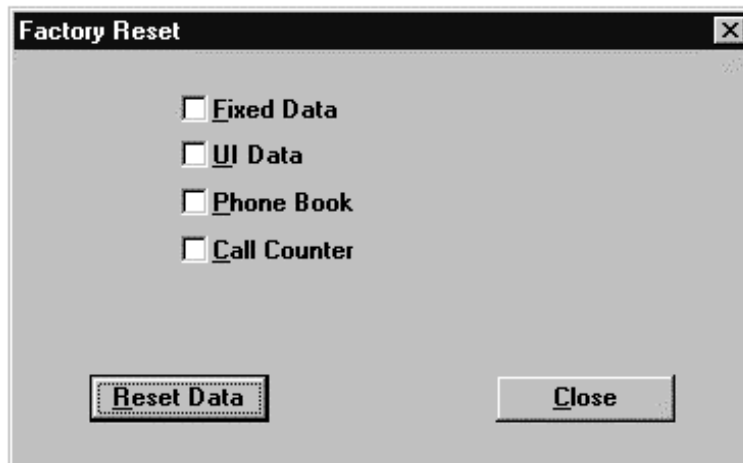 Factory Reset
Fixed Data
UI Data
Phone Book
Call Counter
Reset Data
Close